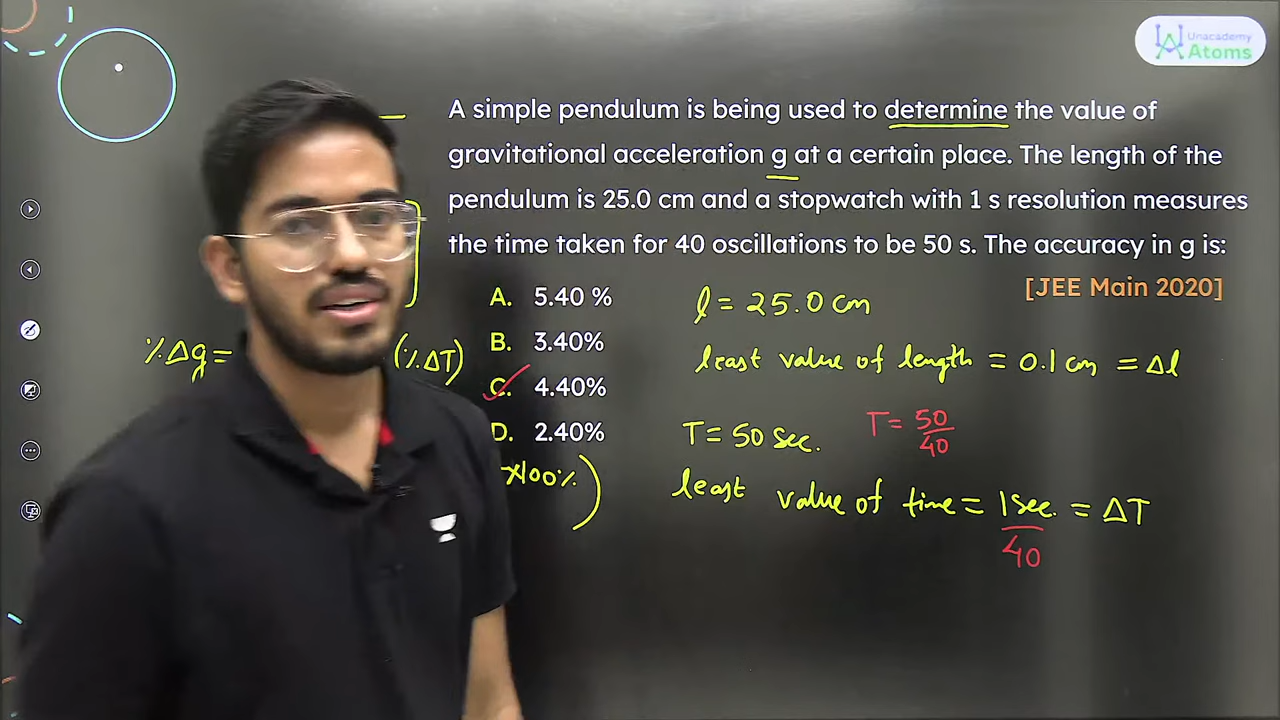 Unacademy
Atoms
A simple pendulum is being used to determine the value of
gravitational acceleration g at a certain place. The length of the
pendulum is 25.0 cm and a stopwatch with 1 s resolution measures
the time taken for 40 oscillations to be 50 s. The accuracy in g is:
[JEE Main 2020]
A. 5.40 %
B. 3.40%
C. 4.40%
D. 2.40%
l = 25.0 cm
least value of length = 0.1 cm = Δl
%Δg =
(%ΔT)
T = 50 sec.
T = 50/40
×100%)
least value of time = 1 sec. = ΔT
40